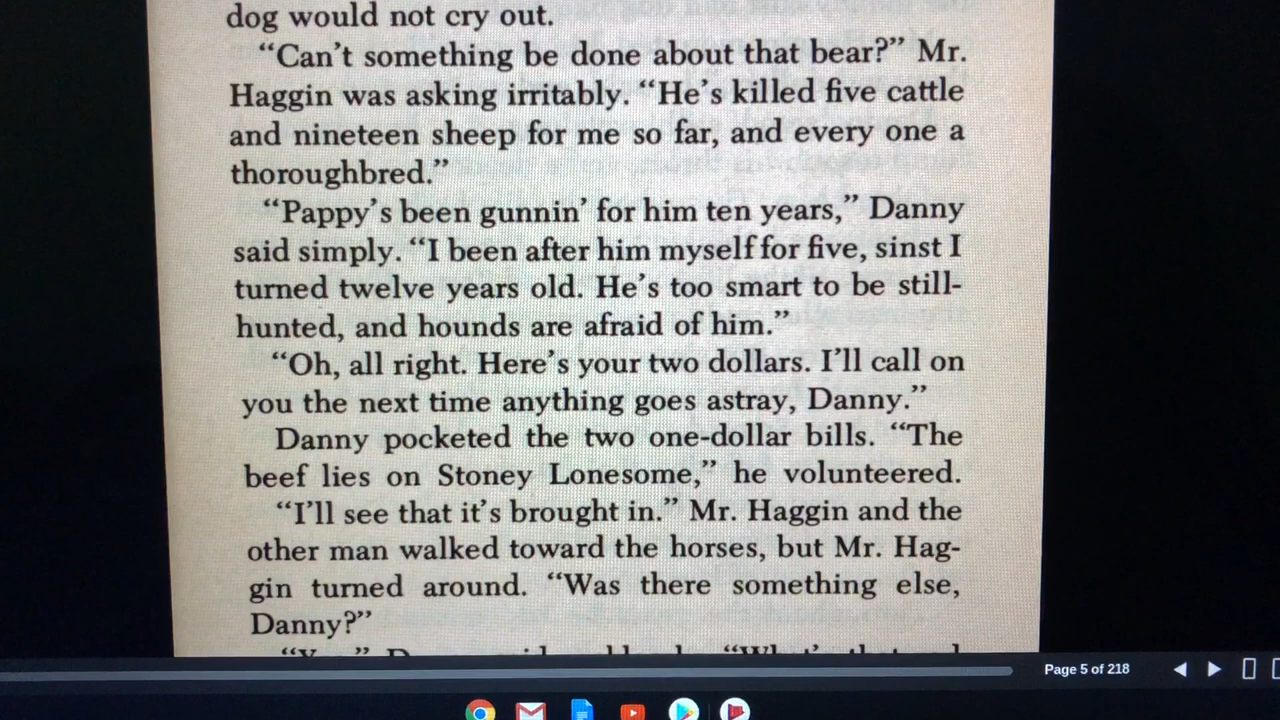 dog would not cry out.
“Can’t something be done about that bear?” Mr.
Haggin was asking irritably. “He’s killed five cattle
and nineteen sheep for me so far, and every one a
thoroughbred.”
“Pappy’s been gunnin’ for him ten years,” Danny
said simply. “I been after him myself for five, sinst I
turned twelve years old. He’s too smart to be still-
hunted, and hounds are afraid of him.”
“Oh, all right. Here’s your two dollars. I’ll call on
you the next time anything goes astray, Danny.”
Danny pocketed the two one-dollar bills. “The
beef lies on Stoney Lonesome,” he volunteered.
“I’ll see that it’s brought in.” Mr. Haggin and the
other man walked toward the horses, but Mr. Hag-
gin turned around. “Was there something else,
Danny?”
Page 5 of 218